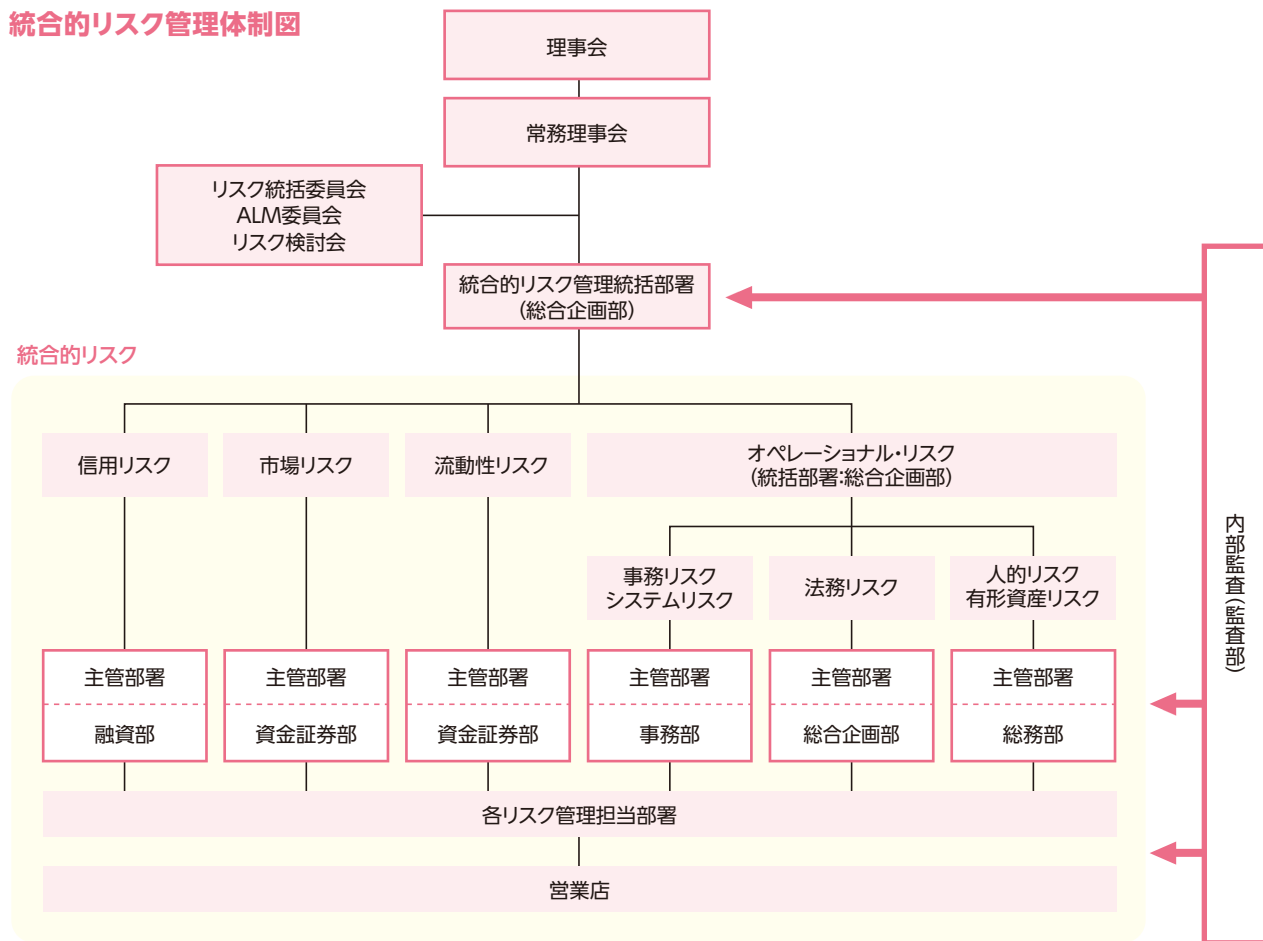 統合的リスク管理体制図
理事会
常務理事会
リスク統括委員会
ALM委員会
リスク検討会
統合的リスク管理統括部署
(総合企画部)
統合的リスク
信用リスク
市場リスク
流動性リスク
オペレーショナル・リスク
(統括部署:総合企画部)
事務リスク
システムリスク
法務リスク
人的リスク
有形資産リスク
主管部署
融資部
主管部署
資金証券部
主管部署
資金証券部
主管部署
事務部
主管部署
総合企画部
主管部署
総務部
各リスク管理担当部署
営業店
内部監査(監査部)